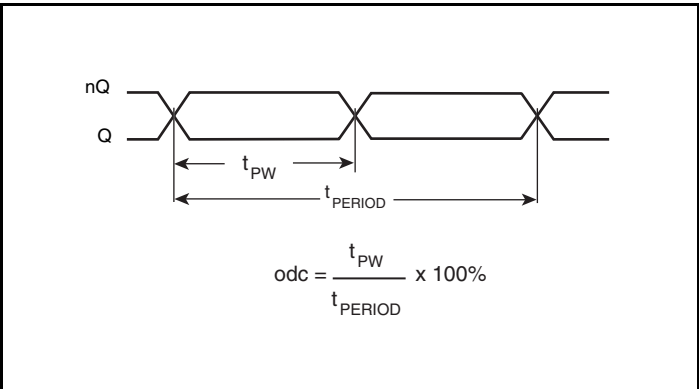 nQ
Q
tPW
tPERIOD
odc = tPW / tPERIOD x 100%